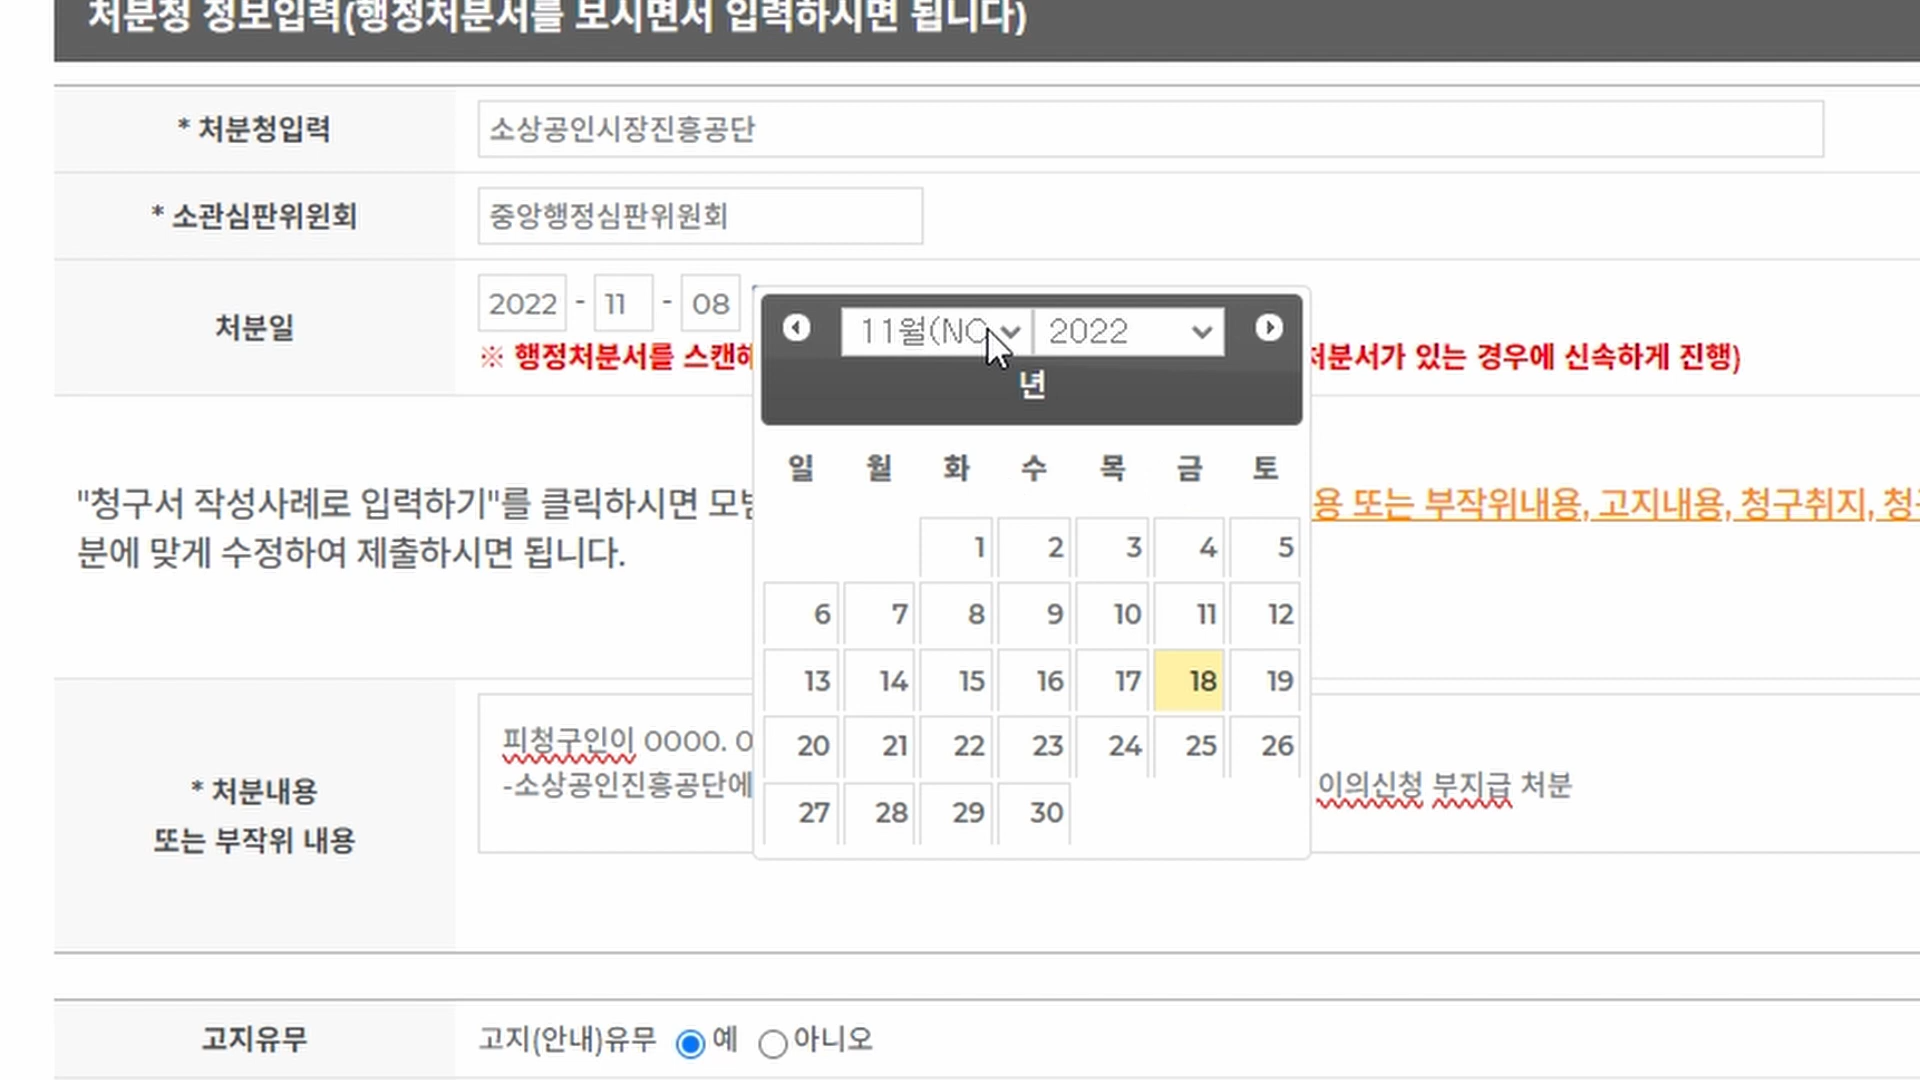 처분청 정보입력(행정처분서를 보시면서 입력하시면 됩니다)
* 처분청입력
소상공인시장진흥공단
* 소관심판위윈회
중앙행정심판위원회
처분일
2022 - 11 - 08
※ 행정처분서를 스캔해
처분서가 있는 경우에 신속하게 진행)
11월(NO
2022
년
일 월 화 수 목 금 토
1 2 3 4 5
6 7 8 9 10 11 12
13 14 15 16 17 18 19
20 21 22 23 24 25 26
27 28 29 30
"청구서 작성사례로 입력하기"를 클릭하시면 모범
용 또는 부작위내용, 고지내용, 청구취지, 청구
분에 맞게 수정하여 제출하시면 됩니다.
* 처분내용
또는 부작위 내용
피청구인이 0000. 0
-소상공인진흥공단에
이의신청 부지급 처분
고지유무
고지(안내)유무 예 아니오